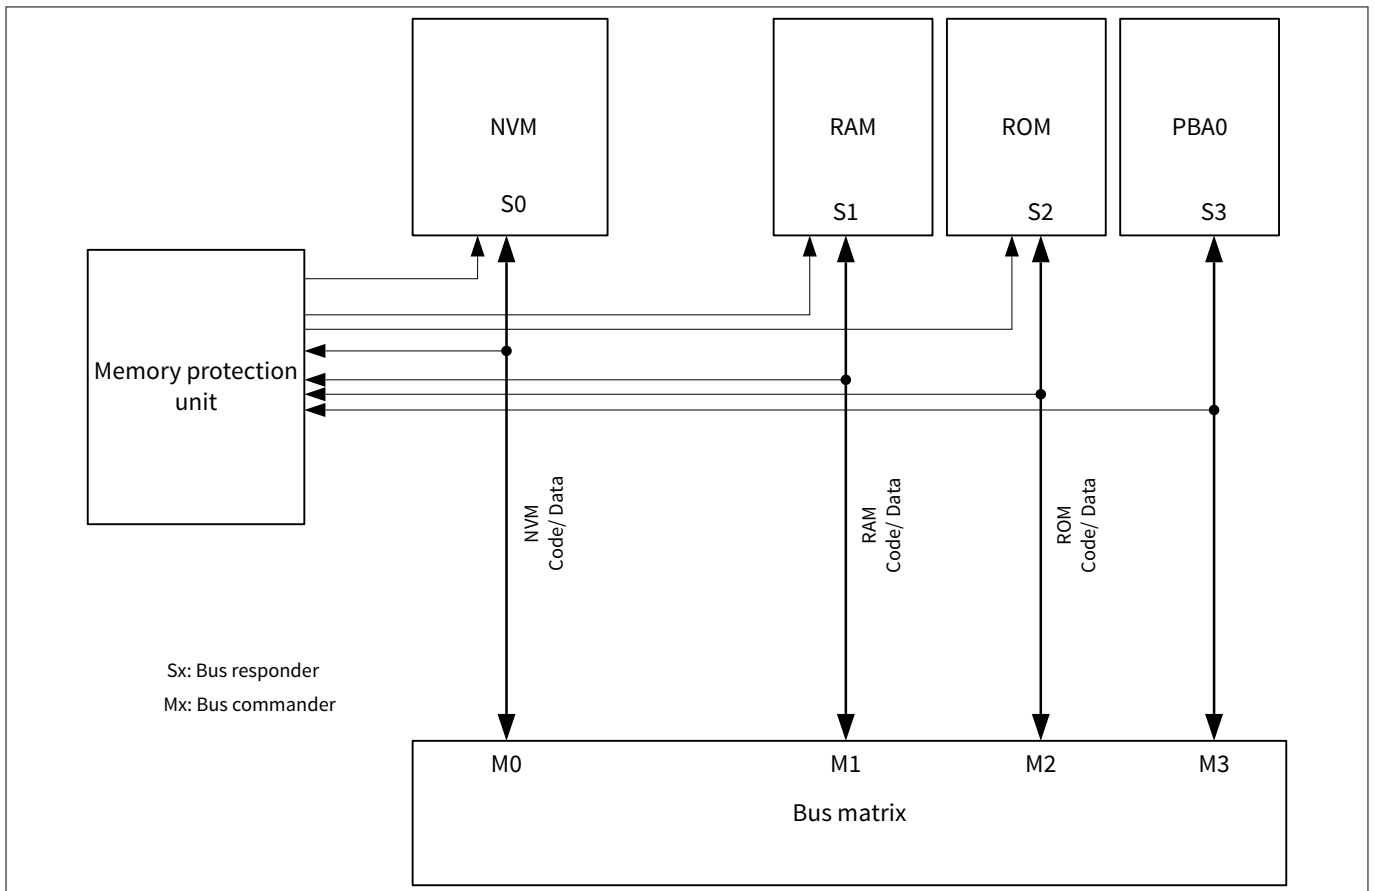 NVM
RAM
ROM
PBA0
S0
S1
S2
S3
Memory protection
unit
NVM
Code/ Data
RAM
Code/ Data
ROM
Code/ Data
Sx: Bus responder
Mx: Bus commander
M0
M1
M2
M3
Bus matrix